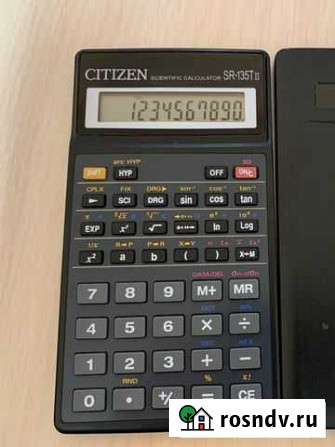 CITIZEN SCIENTIFIC CALCULATOR SR-135T II
1234567890
arc HYP
SHIFT HYP OFF ON/C
CPLX FIX DRG▶ sin⁻¹ cos⁻¹ tan⁻¹
► SCI DRG sin cos tan
EXP x³ √ ln Log
1/x R→P P→R X↔Y
x² a b ( ) X↔M
DATA/DEL
7 8 9 M+ MR
4 5 6 × ÷
1 2 3 + −
RND % X!
0 • +/− = CE
rosndv.ru